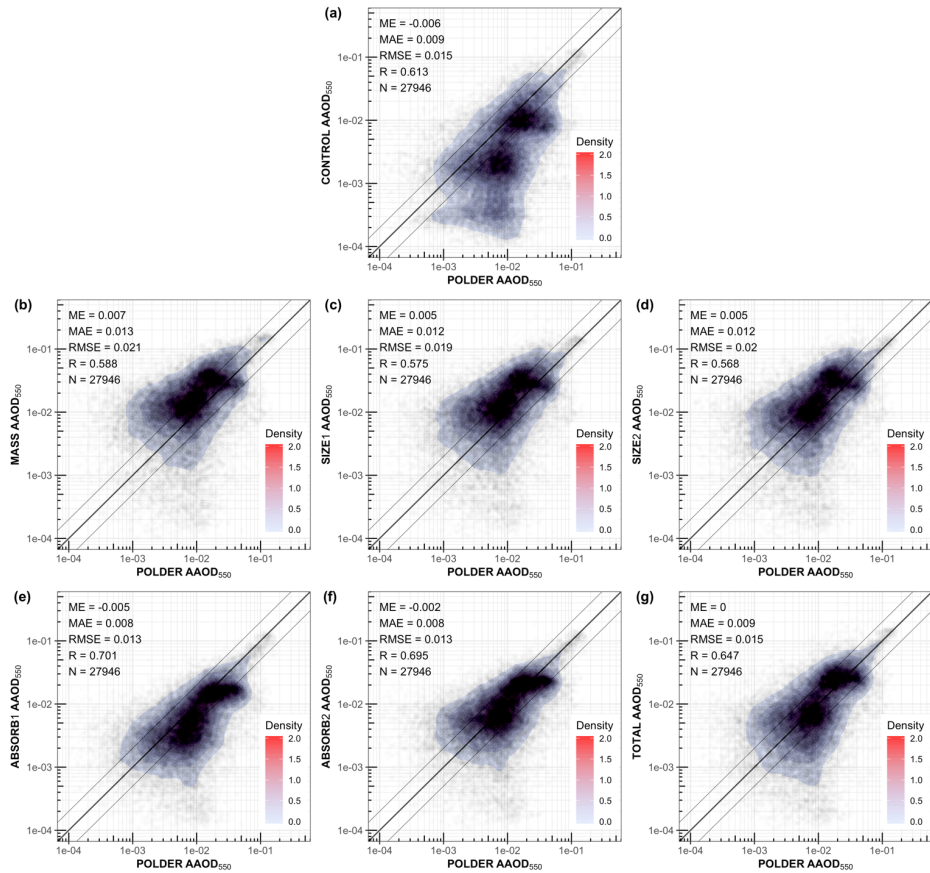 (a)
ME = -0.006
MAE = 0.009
RMSE = 0.015
R = 0.613
N = 27946
1e-01
1e-02
1e-03
1e-04
CONTROL AAOD550
Density
2.0
1.5
1.0
0.5
0.0
1e-04 1e-03 1e-02 1e-01
POLDER AAOD550
(b)
ME = 0.007
MAE = 0.013
RMSE = 0.021
R = 0.588
N = 27946
1e-01
1e-02
1e-03
1e-04
MASS AAOD550
Density
2.0
1.5
1.0
0.5
0.0
1e-04 1e-03 1e-02 1e-01
POLDER AAOD550
(c)
ME = 0.005
MAE = 0.012
RMSE = 0.019
R = 0.575
N = 27946
1e-01
1e-02
1e-03
1e-04
SIZE1 AAOD550
Density
2.0
1.5
1.0
0.5
0.0
1e-04 1e-03 1e-02 1e-01
POLDER AAOD550
(d)
ME = 0.005
MAE = 0.012
RMSE = 0.02
R = 0.568
N = 27946
1e-01
1e-02
1e-03
1e-04
SIZE2 AAOD550
Density
2.0
1.5
1.0
0.5
0.0
1e-04 1e-03 1e-02 1e-01
POLDER AAOD550
(e)
ME = -0.005
MAE = 0.008
RMSE = 0.013
R = 0.701
N = 27946
1e-01
1e-02
1e-03
1e-04
ABSORB1 AAOD550
Density
2.0
1.5
1.0
0.5
0.0
1e-04 1e-03 1e-02 1e-01
POLDER AAOD550
(f)
ME = -0.002
MAE = 0.008
RMSE = 0.013
R = 0.695
N = 27946
1e-01
1e-02
1e-03
1e-04
ABSORB2 AAOD550
Density
2.0
1.5
1.0
0.5
0.0
1e-04 1e-03 1e-02 1e-01
POLDER AAOD550
(g)
ME = 0
MAE = 0.009
RMSE = 0.015
R = 0.647
N = 27946
1e-01
1e-02
1e-03
1e-04
TOTAL AAOD550
Density
2.0
1.5
1.0
0.5
0.0
1e-04 1e-03 1e-02 1e-01
POLDER AAOD550